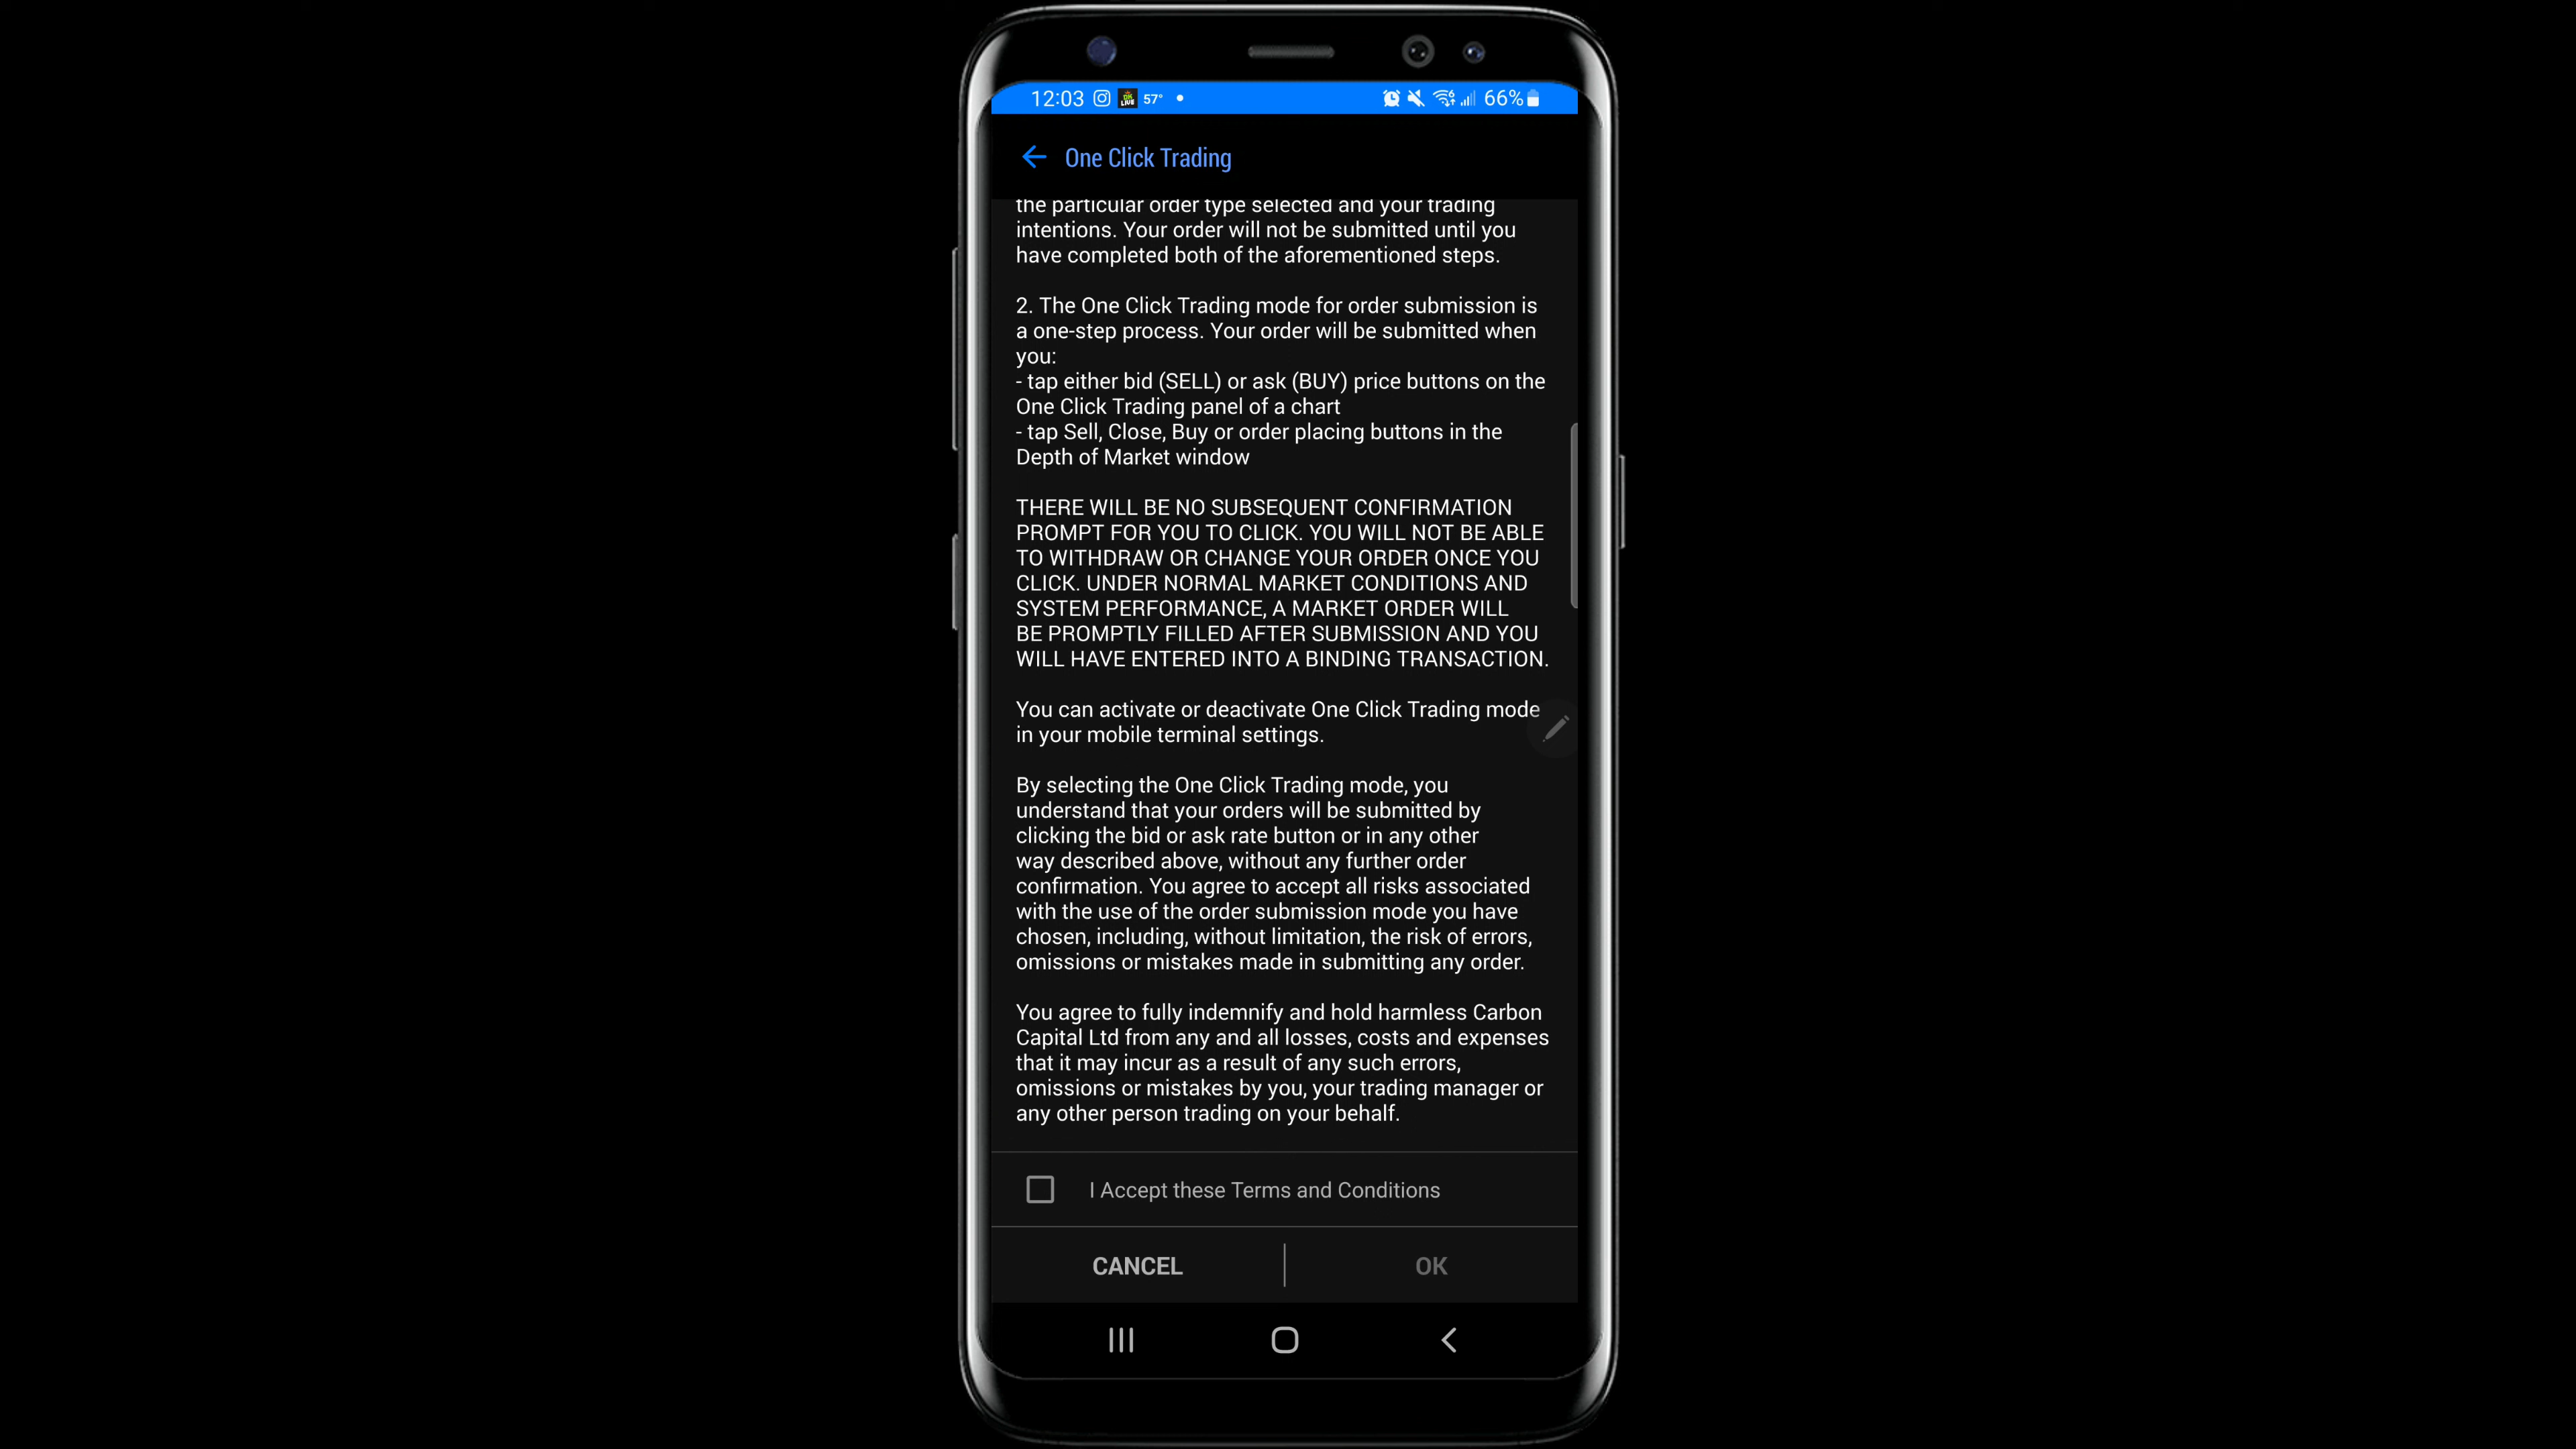 12:03 57° 66%
One Click Trading
the particular order type selected and your trading
intentions. Your order will not be submitted until you
have completed both of the aforementioned steps.
2. The One Click Trading mode for order submission is
a one-step process. Your order will be submitted when
you:
- tap either bid (SELL) or ask (BUY) price buttons on the
One Click Trading panel of a chart
- tap Sell, Close, Buy or order placing buttons in the
Depth of Market window
THERE WILL BE NO SUBSEQUENT CONFIRMATION
PROMPT FOR YOU TO CLICK. YOU WILL NOT BE ABLE
TO WITHDRAW OR CHANGE YOUR ORDER ONCE YOU
CLICK. UNDER NORMAL MARKET CONDITIONS AND
SYSTEM PERFORMANCE, A MARKET ORDER WILL
BE PROMPTLY FILLED AFTER SUBMISSION AND YOU
WILL HAVE ENTERED INTO A BINDING TRANSACTION.
You can activate or deactivate One Click Trading mode
in your mobile terminal settings.
By selecting the One Click Trading mode, you
understand that your orders will be submitted by
clicking the bid or ask rate button or in any other
way described above, without any further order
confirmation. You agree to accept all risks associated
with the use of the order submission mode you have
chosen, including, without limitation, the risk of errors,
omissions or mistakes made in submitting any order.
You agree to fully indemnify and hold harmless Carbon
Capital Ltd from any and all losses, costs and expenses
that it may incur as a result of any such errors,
omissions or mistakes by you, your trading manager or
any other person trading on your behalf.
I Accept these Terms and Conditions
CANCEL
OK